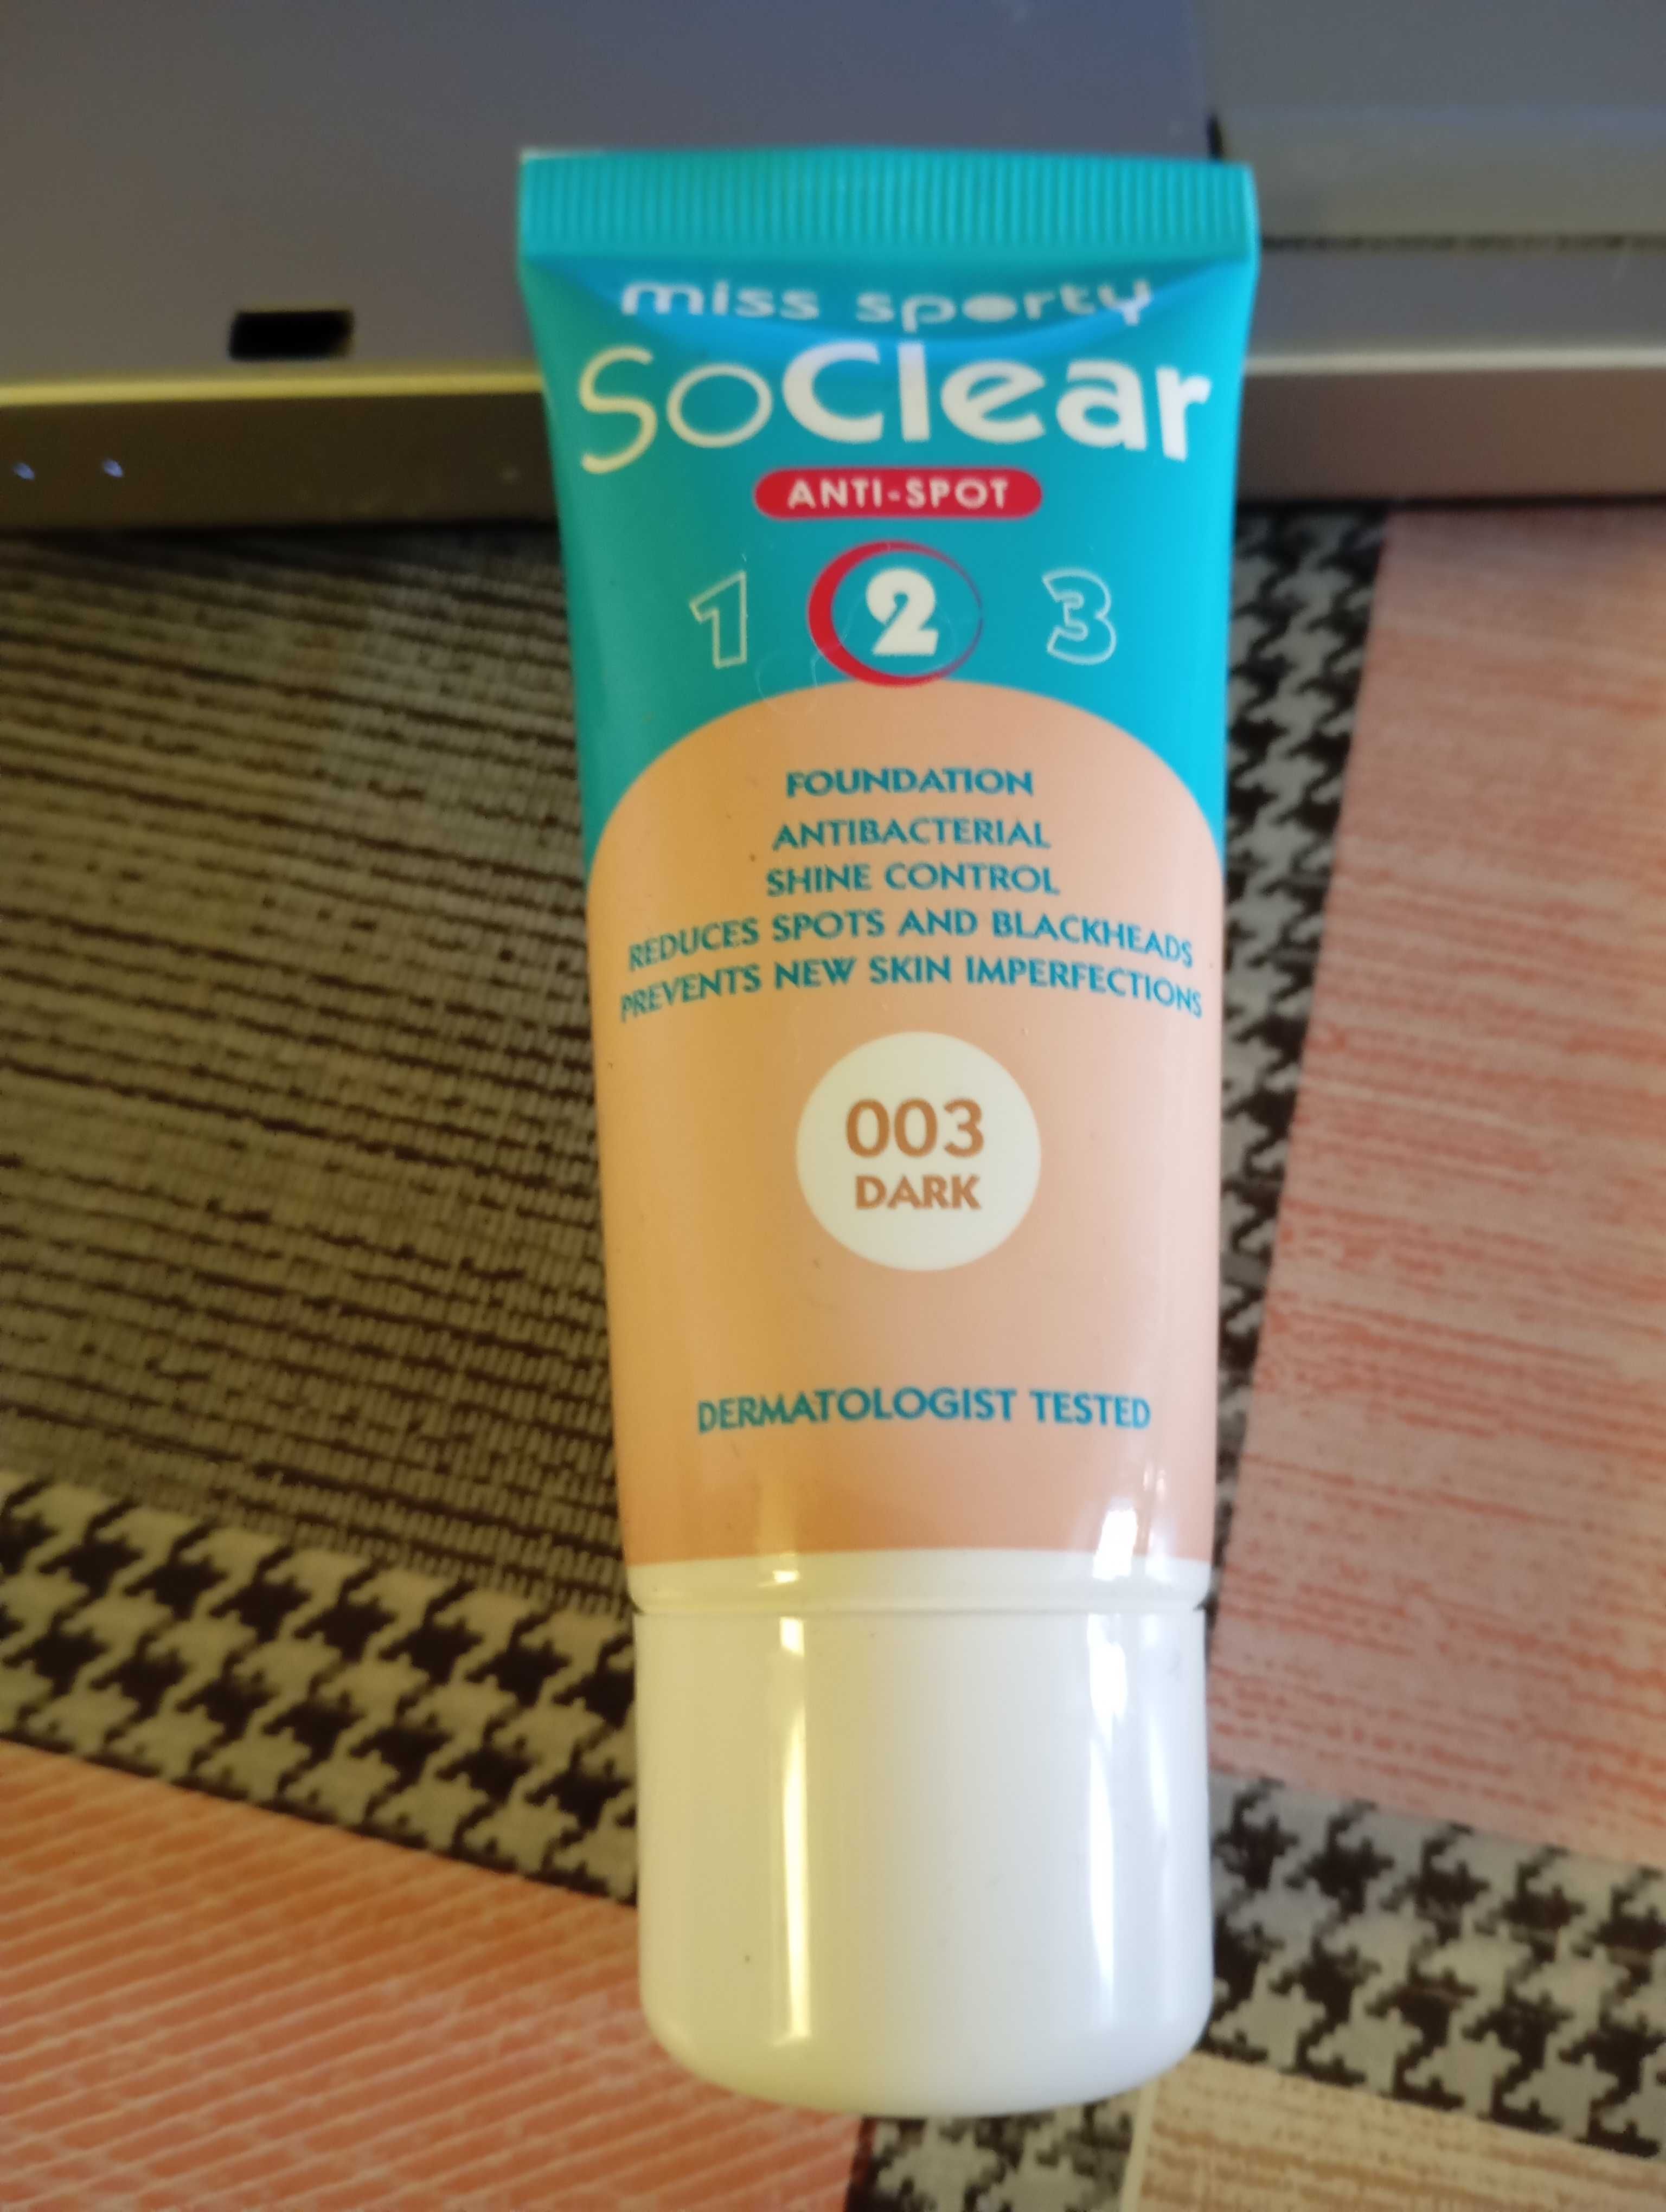 miss sporty
SoClear
ANTI-SPOT
1 2 3
FOUNDATION
ANTIBACTERIAL
SHINE CONTROL
REDUCES SPOTS AND BLACKHEADS
PREVENTS NEW SKIN IMPERFECTIONS
003
DARK
DERMATOLOGIST TESTED